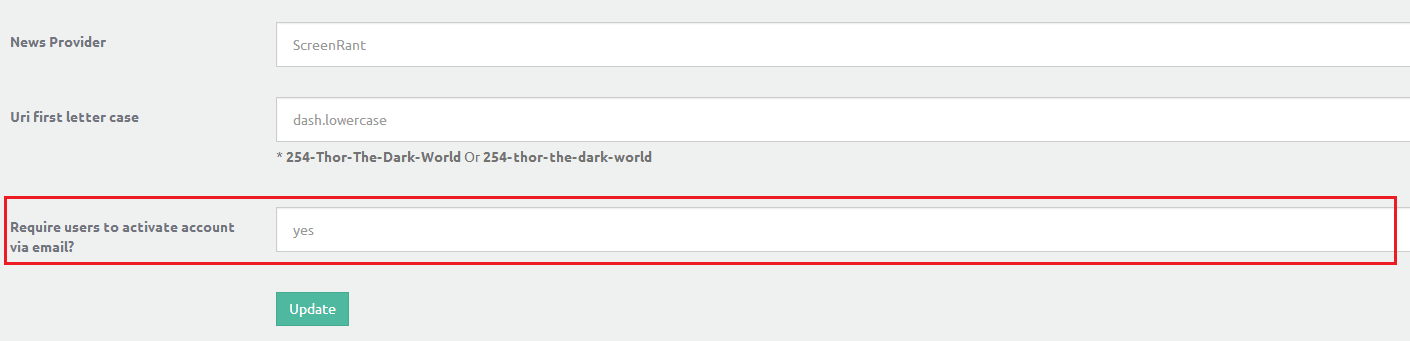 News Provider
ScreenRant
Uri first letter case
dash.lowercase
* 254-Thor-The-Dark-World Or 254-thor-the-dark-world
Require users to activate account
via email?
yes
Update